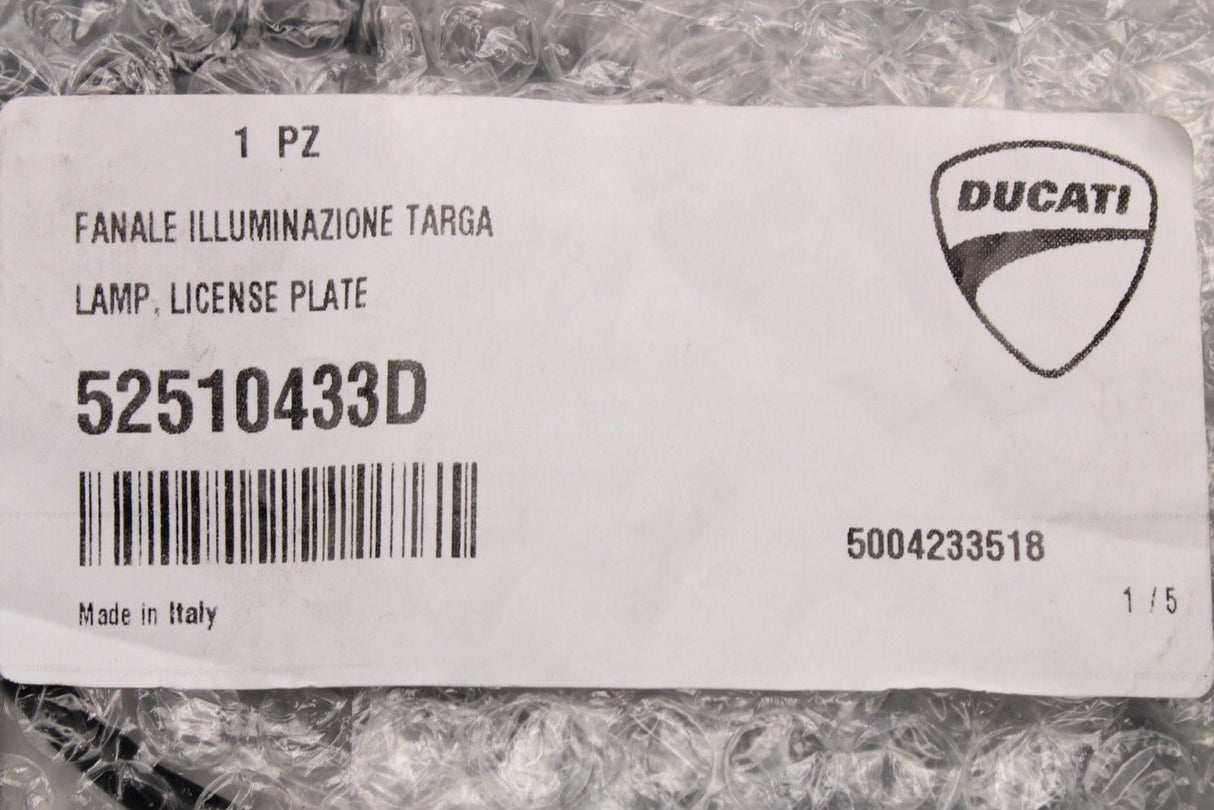 1 PZ
DUCATI
FANALE ILLUMINAZIONE TARGA
LAMP, LICENSE PLATE
52510433D
5004233518
1 / 5
Made in Italy